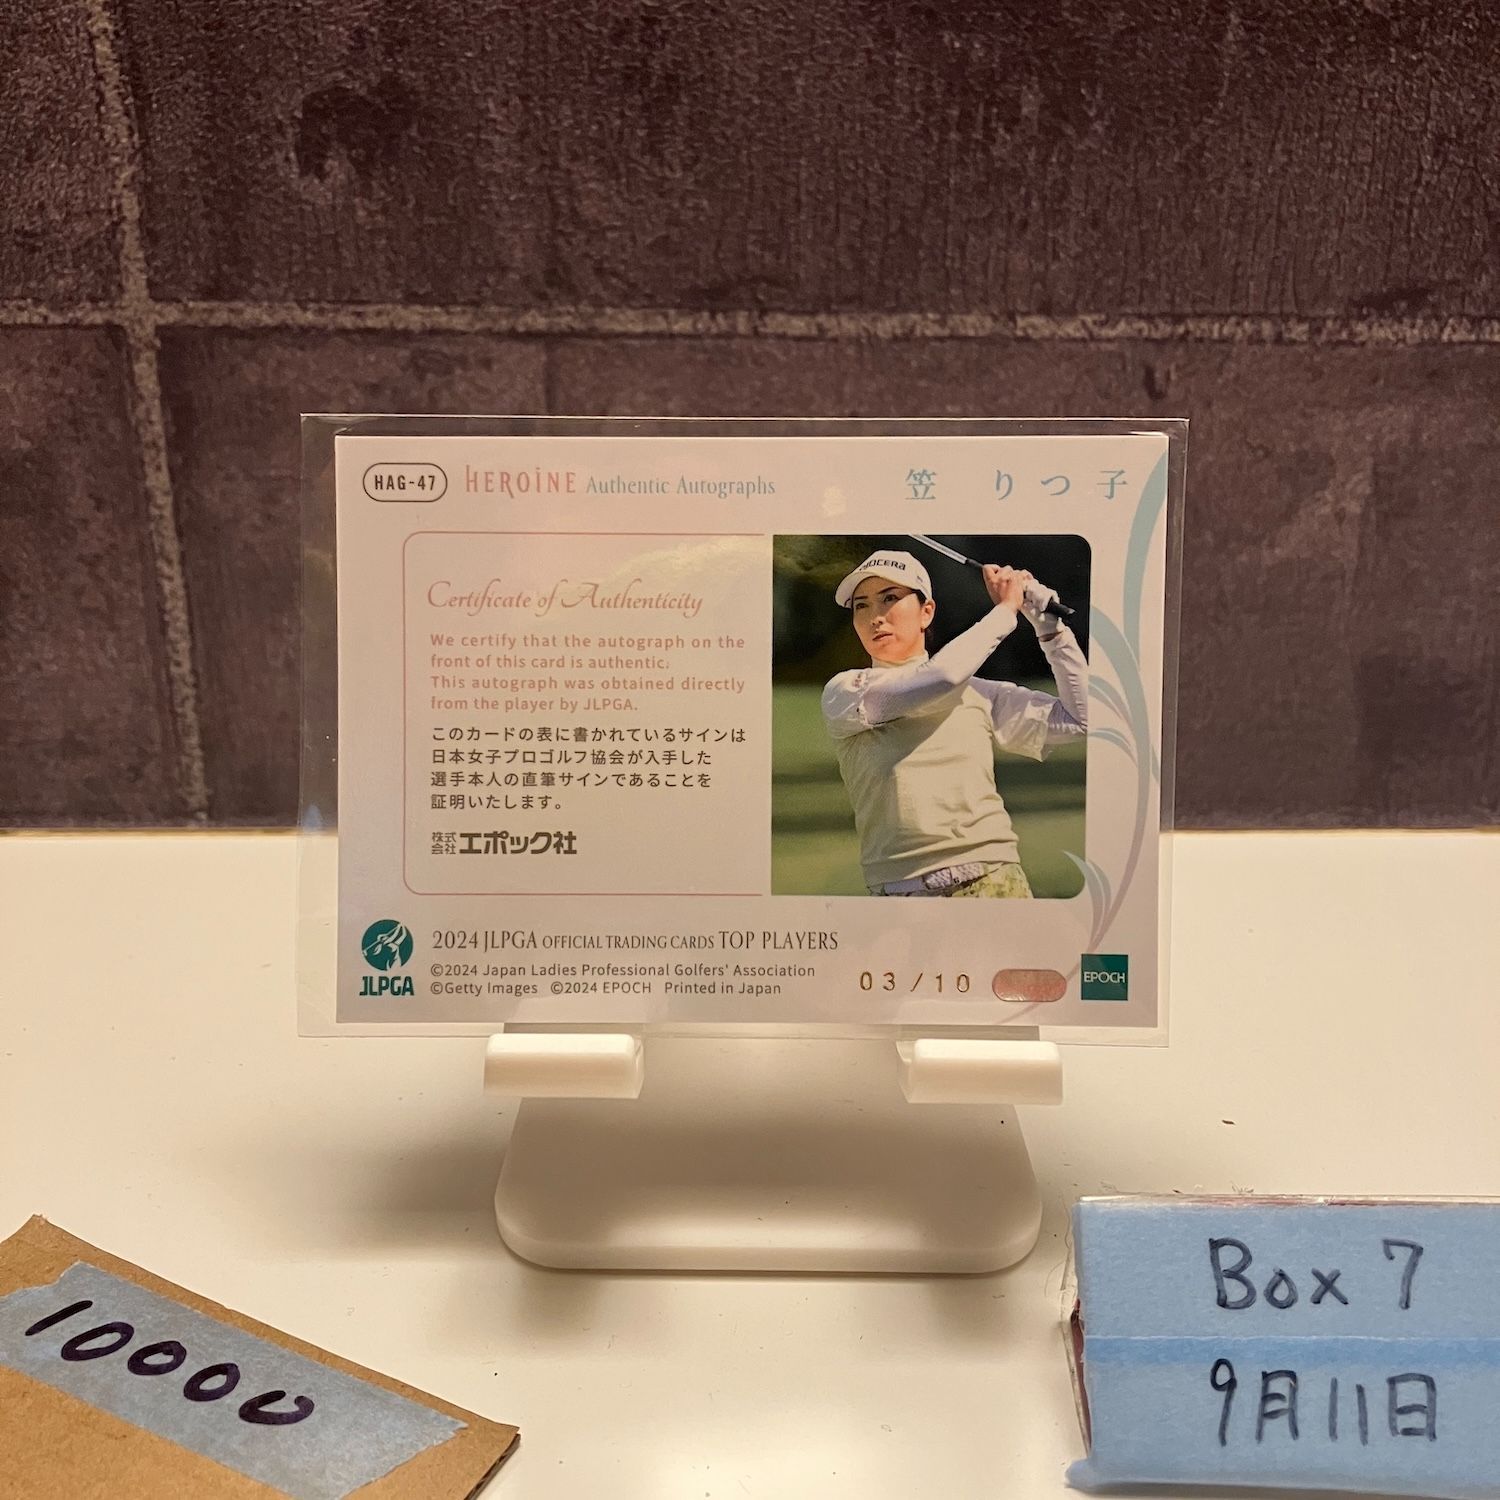 HAG-47 HEROINE Authentic Autographs 笠 りつ子
Certificate of Authenticity
We certify that the autograph on the
front of this card is authentic.
This autograph was obtained directly
from the player by JLPGA.
このカードの表に書かれているサインは
日本女子プロゴルフ協会が入手した
選手本人の直筆サインであることを
証明いたします。
株式会社エポック社
KYOCERA
JLPGA
2024 JLPGA OFFICIAL TRADING CARDS TOP PLAYERS
©2024 Japan Ladies Professional Golfers' Association
©Getty Images ©2024 EPOCH Printed in Japan
03/10
EPOCH
10000
Box 7
9月11日